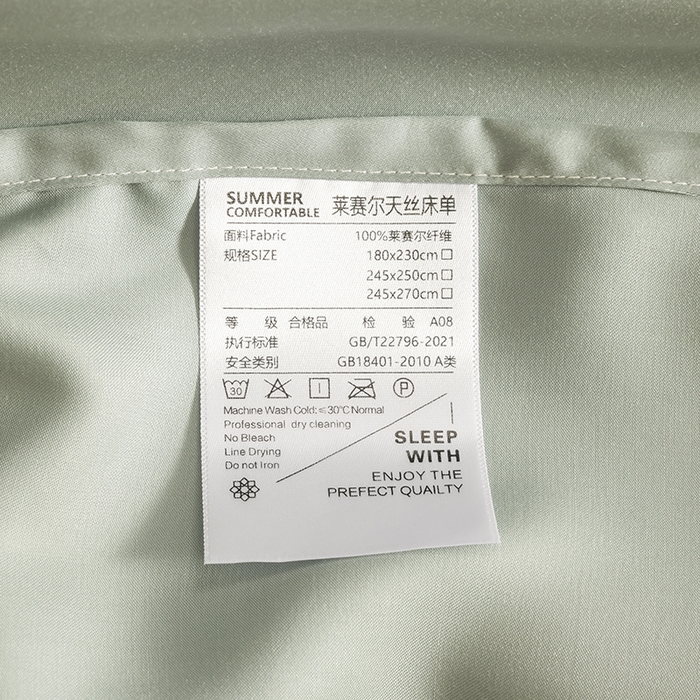 SUMMER
COMFORTABLE 莱赛尔天丝床单
面料Fabric 100%莱赛尔纤维
规格SIZE 180x230cm□
245x250cm□
245x270cm□
等 级 合格品 检 验 A08
执行标准 GB/T22796-2021
安全类别 GB18401-2010 A类
30 P
Machine Wash Cold:≤30℃ Normal
Professional dry cleaning
No Bleach
Line Drying
Do not Iron
SLEEP
WITH
ENJOY THE
PREFECT QUAILTY